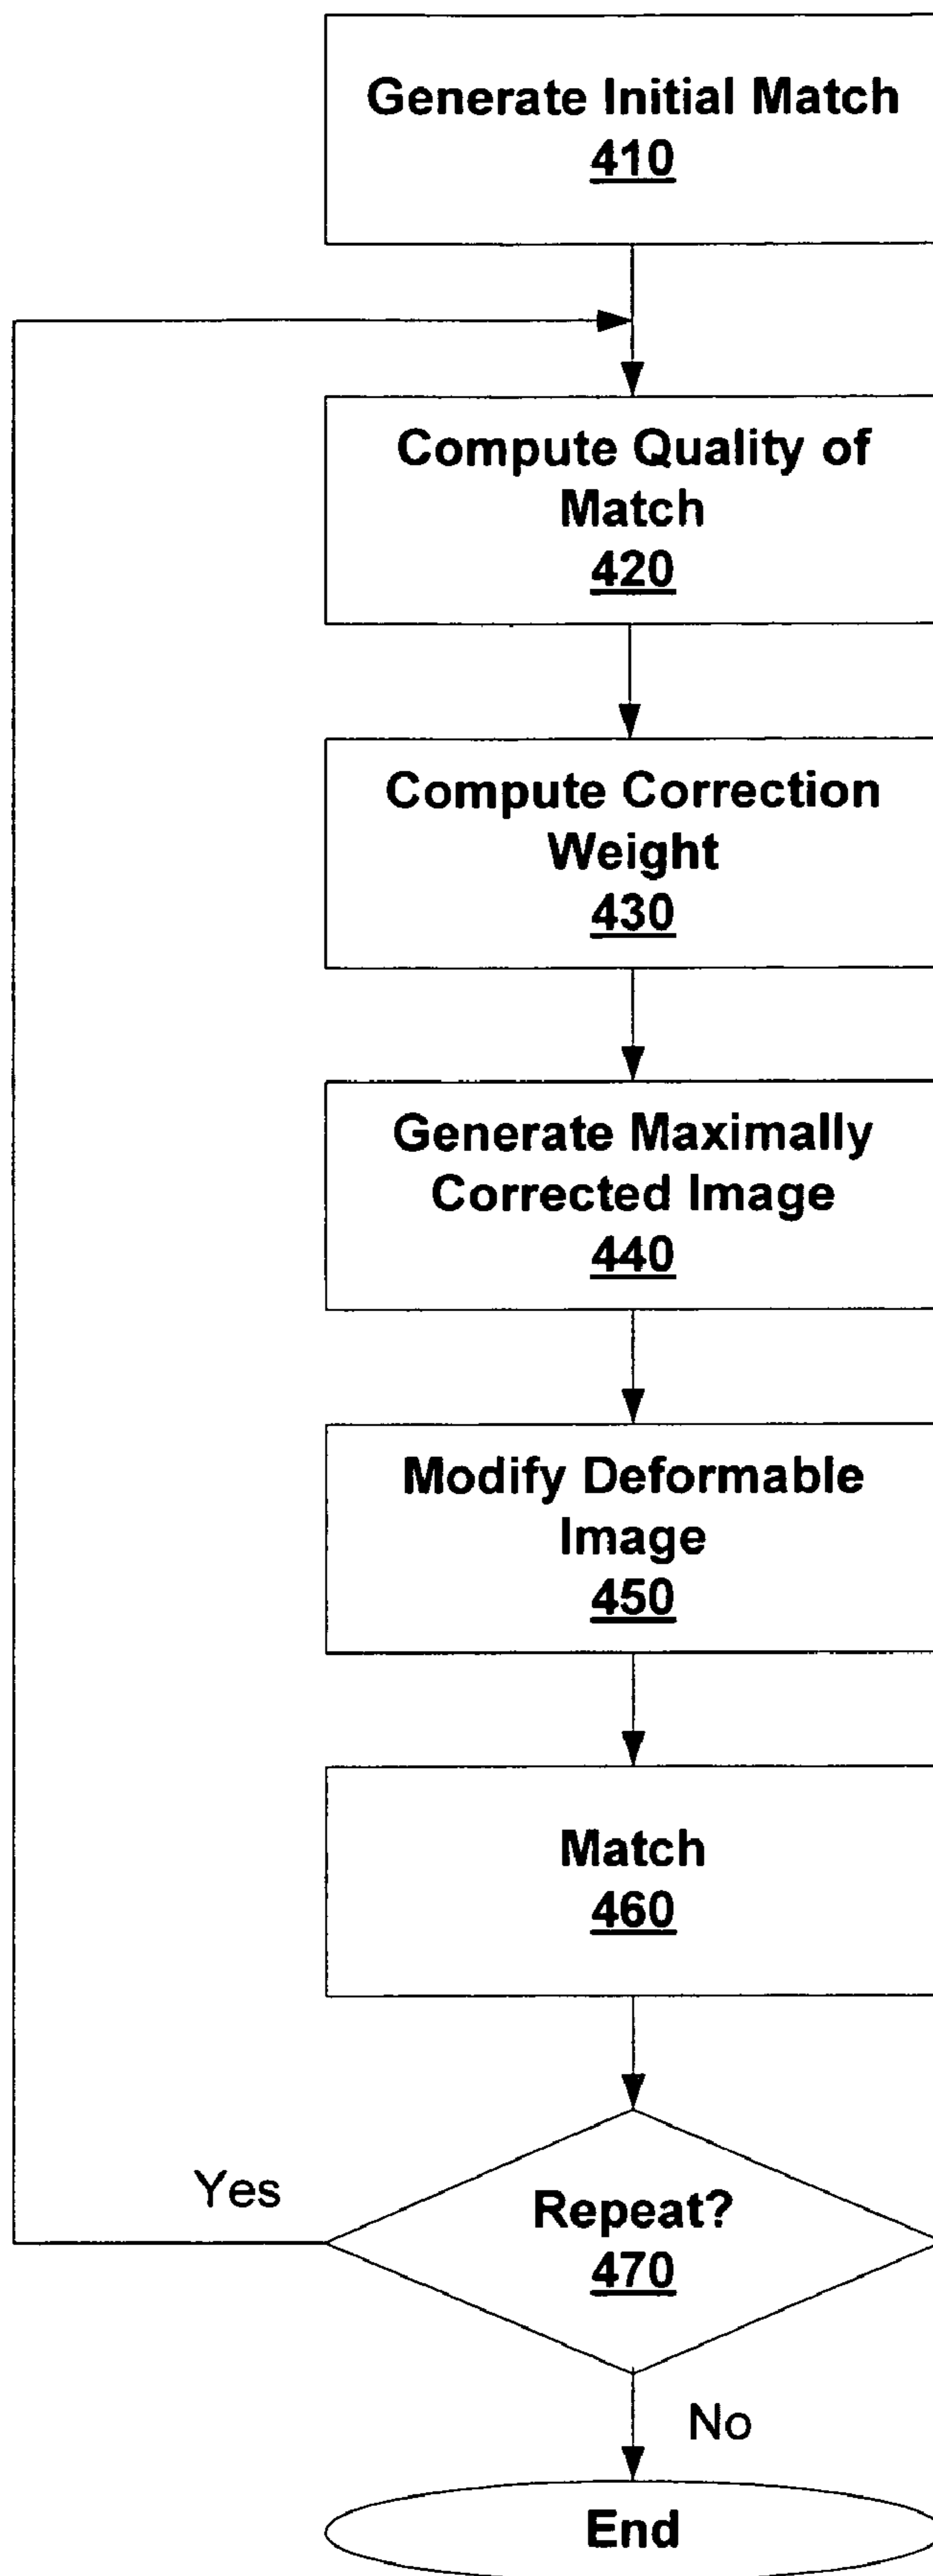 Generate Initial Match
410
Compute Quality of
Match
420
Compute Correction
Weight
430
Generate Maximally
Corrected Image
440
Modify Deformable
Image
450
Match
460
Yes
Repeat?
470
No
End